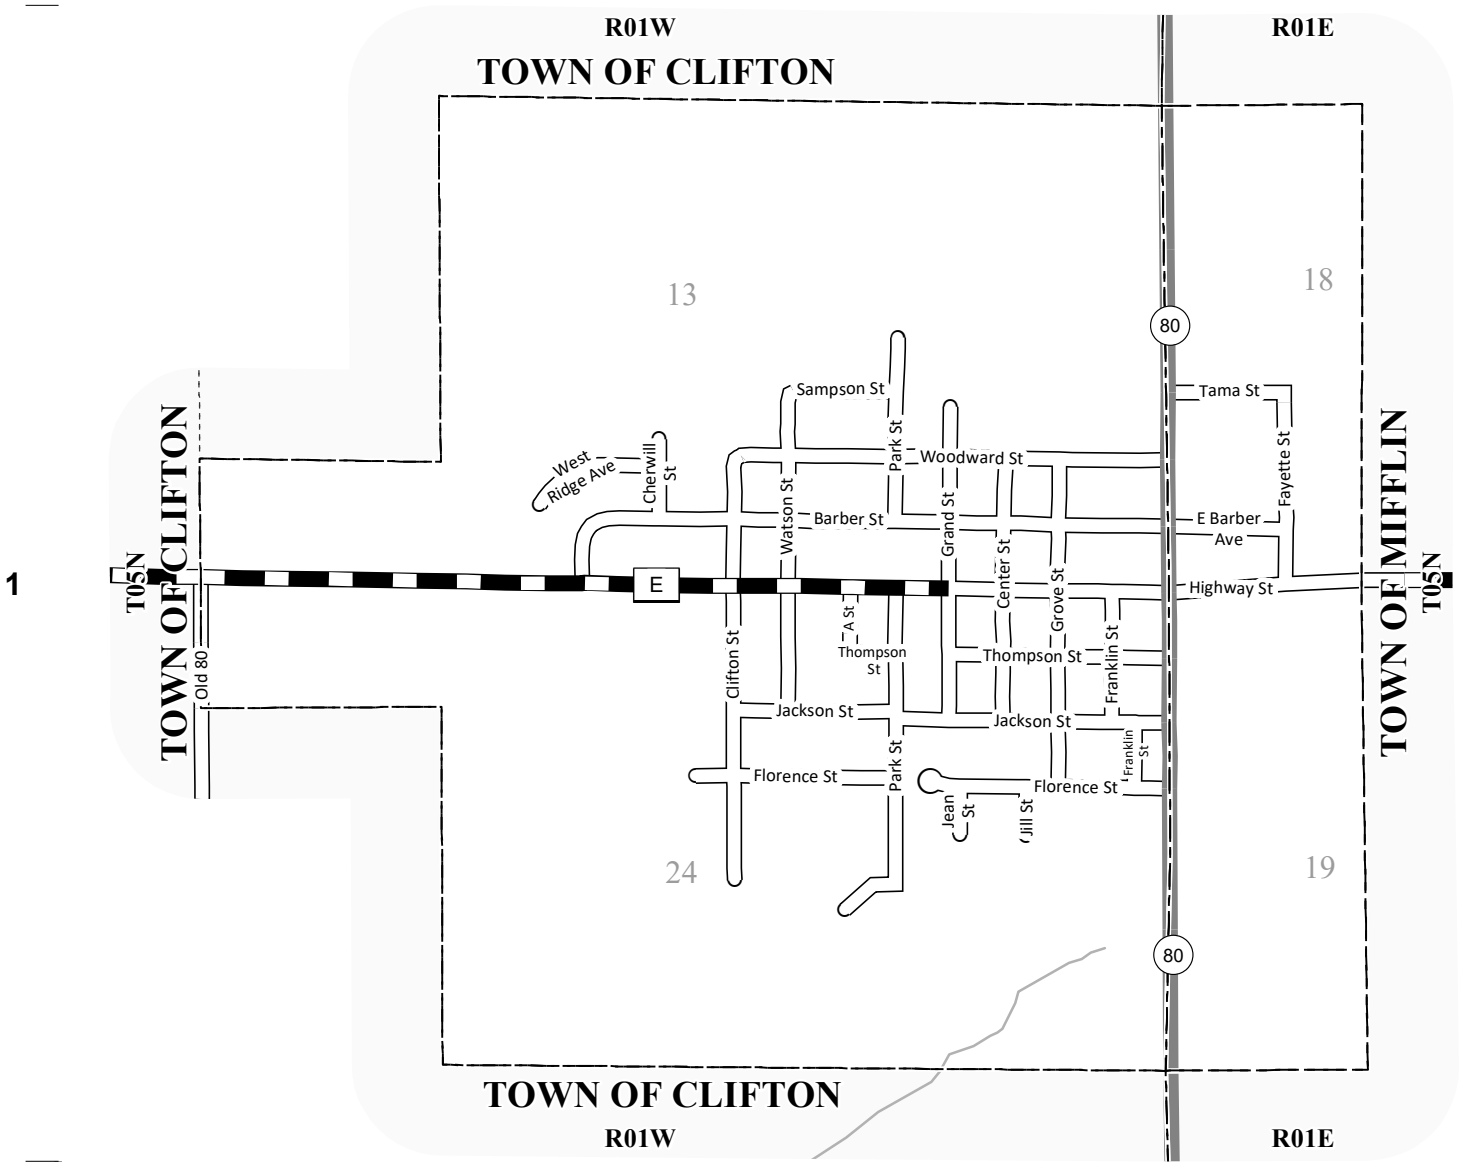 R01W
R01E
TOWN OF CLIFTON
18
13
80
Sampson St
Tama St
Park St
Woodward St
West
Ridge Ave
Cherwill
St
Fayette St
TOWN OF CLIFTON
TOWN OF MIFFLIN
Watson St
Barber St
Grand St
E Barber
Ave
1
T05N
E
Center St
Grove St
Highway St
T05N
A St
Thompson
St
Clifton St
Old 80
Thompson St
Franklin St
Jackson St
Jackson St
Franklin
St
Florence St
Park St
Florence St
Jean
St
Jill St
24
19
80
TOWN OF CLIFTON
R01W
R01E